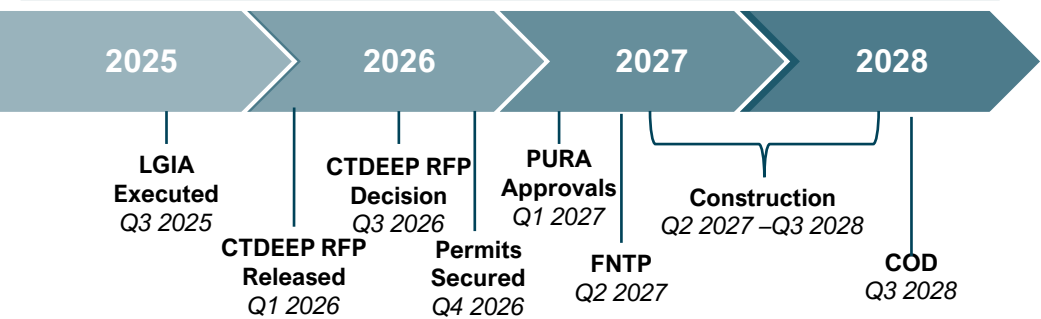 2025
2026
2027
2028
LGIA
Executed
Q3 2025
CTDEEP RFP
Released
Q1 2026
CTDEEP RFP
Decision
Q3 2026
Permits
Secured
Q4 2026
PURA
Approvals
Q1 2027
FNTP
Q2 2027
Construction
Q2 2027 –Q3 2028
COD
Q3 2028